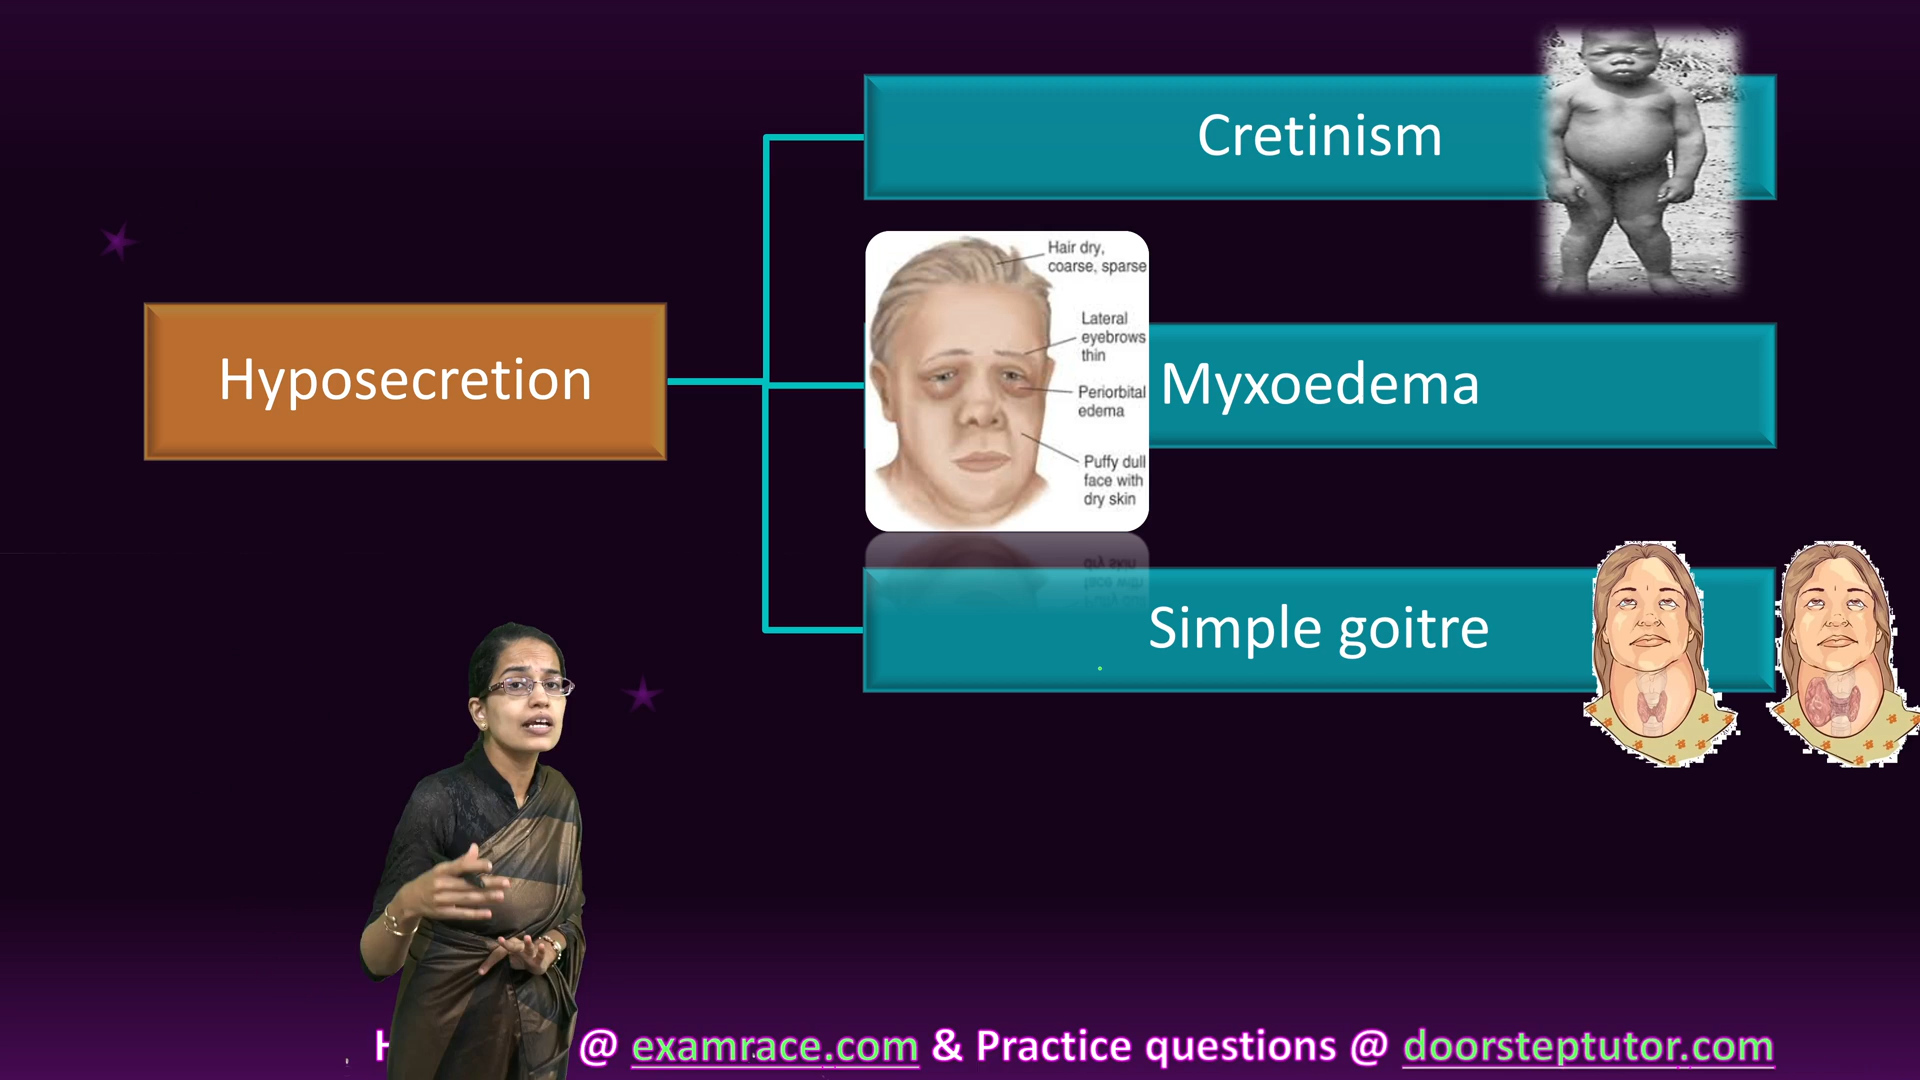 Cretinism
Hair dry,
coarse, sparse
Lateral
eyebrows
thin
Periorbital
edema
Puffy dull
face with
dry skin
Hyposecretion
Myxoedema
Simple goitre
@ examrace.com & Practice questions @ doorsteptutor.com